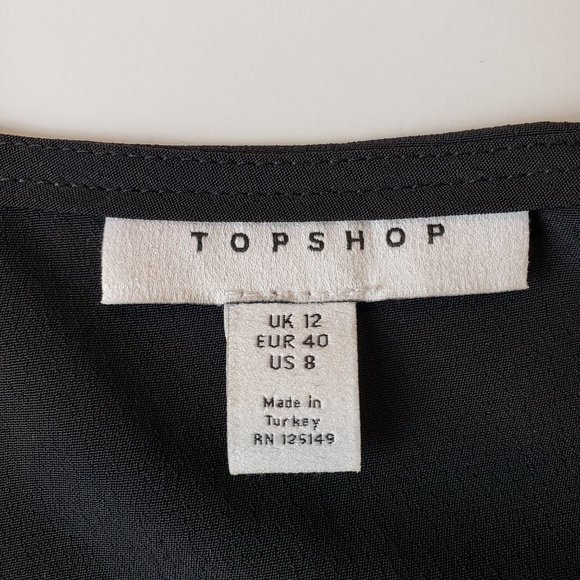 TOPSHOP
UK 12
EUR 40
US 8
Made in
Turkey
RN 125149